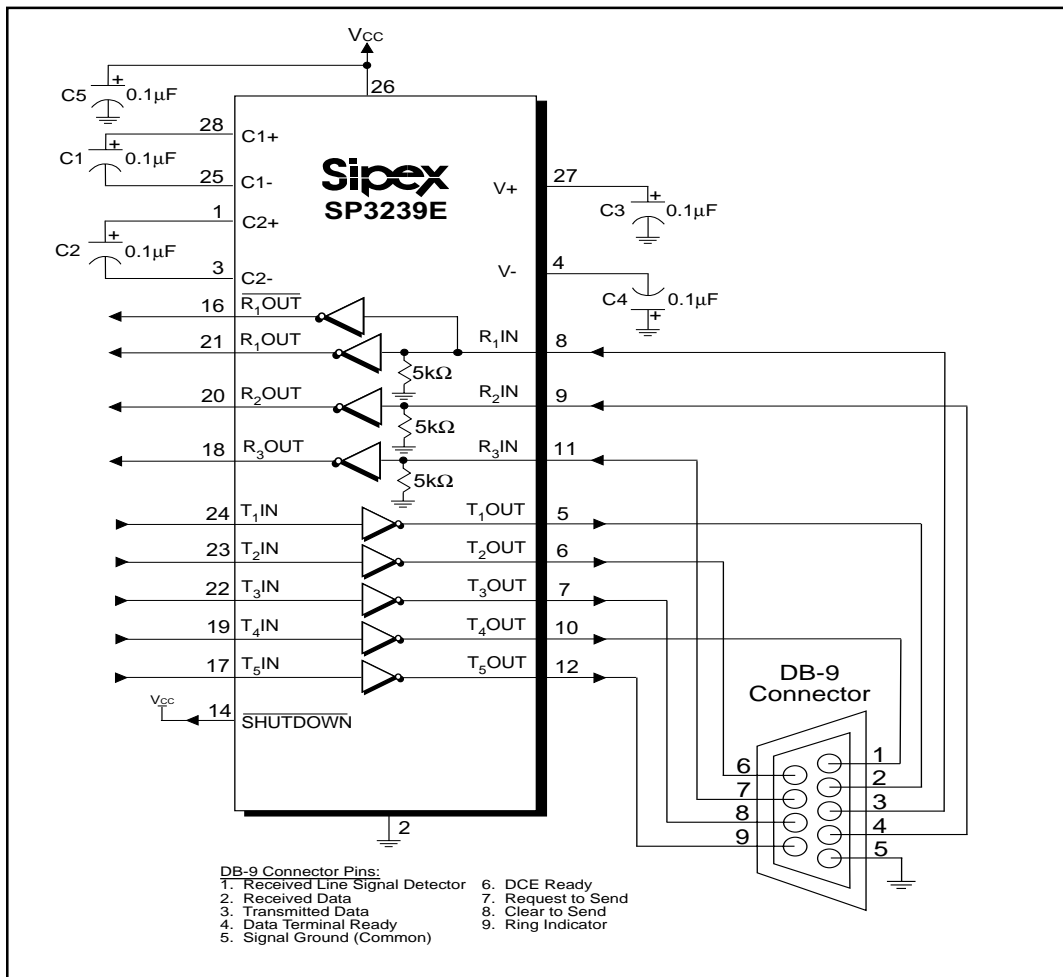 VCC
26
C5
+
0.1µF
28
C1+
C1
+
0.1µF
25
C1-
1
C2+
C2
+
0.1µF
3
C2-
Sipex
SP3239E
V+
27
C3
+
0.1µF
V-
4
C4
0.1µF
+
16
R1OUT
21
R1OUT
R1IN
8
5kΩ
20
R2OUT
R2IN
9
5kΩ
18
R3OUT
R3IN
11
5kΩ
24
T1IN
T1OUT
5
23
T2IN
T2OUT
6
22
T3IN
T3OUT
7
19
T4IN
T4OUT
10
17
T5IN
T5OUT
12
VCC
14
SHUTDOWN
2
DB-9
Connector
1
6
2
7
3
8
4
9
5
DB-9 Connector Pins:
1. Received Line Signal Detector 6. DCE Ready
2. Received Data 7. Request to Send
3. Transmitted Data 8. Clear to Send
4. Data Terminal Ready 9. Ring Indicator
5. Signal Ground (Common)